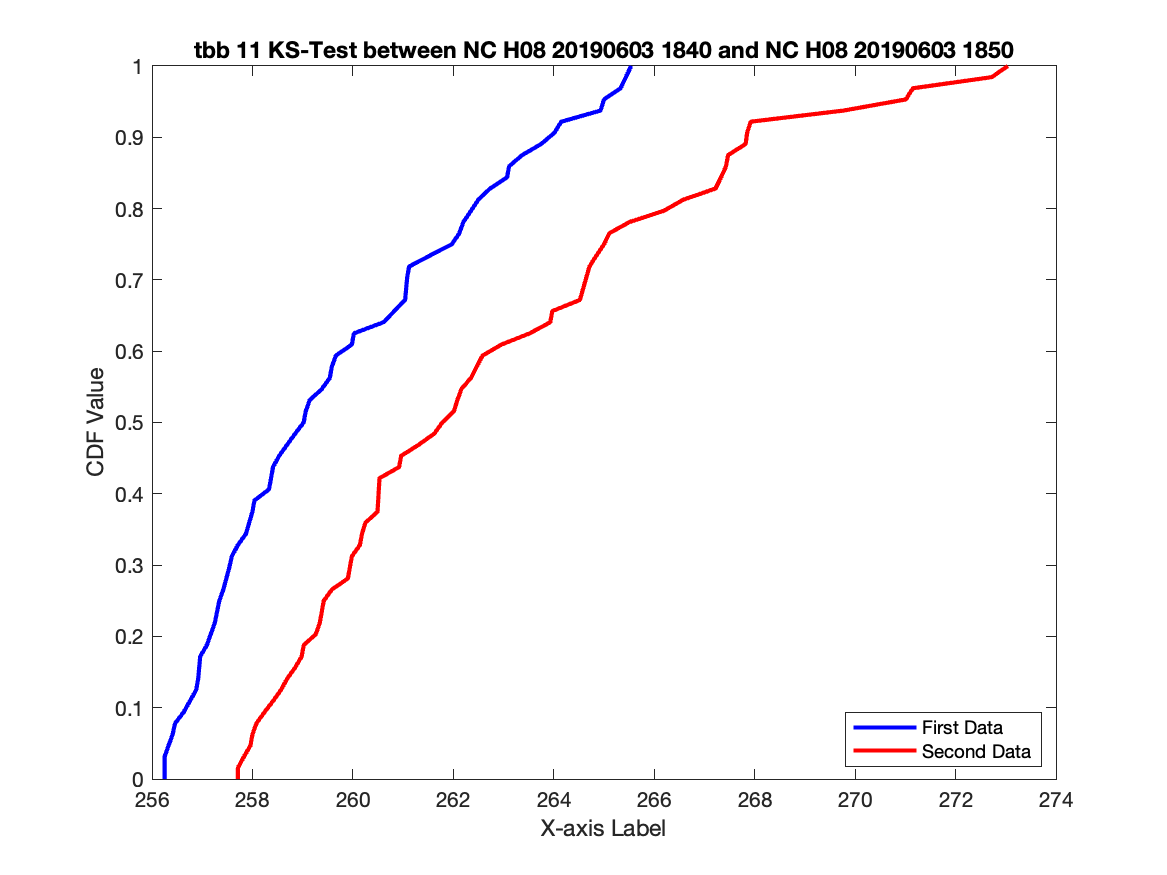 tbb 11 KS-Test between NC H08 20190603 1840 and NC H08 20190603 1850
1
0.9
0.8
0.7
0.6
0.5
0.4
0.3
0.2
0.1
0
CDF Value
256 258 260 262 264 266 268 270 272 274
X-axis Label
First Data
Second Data